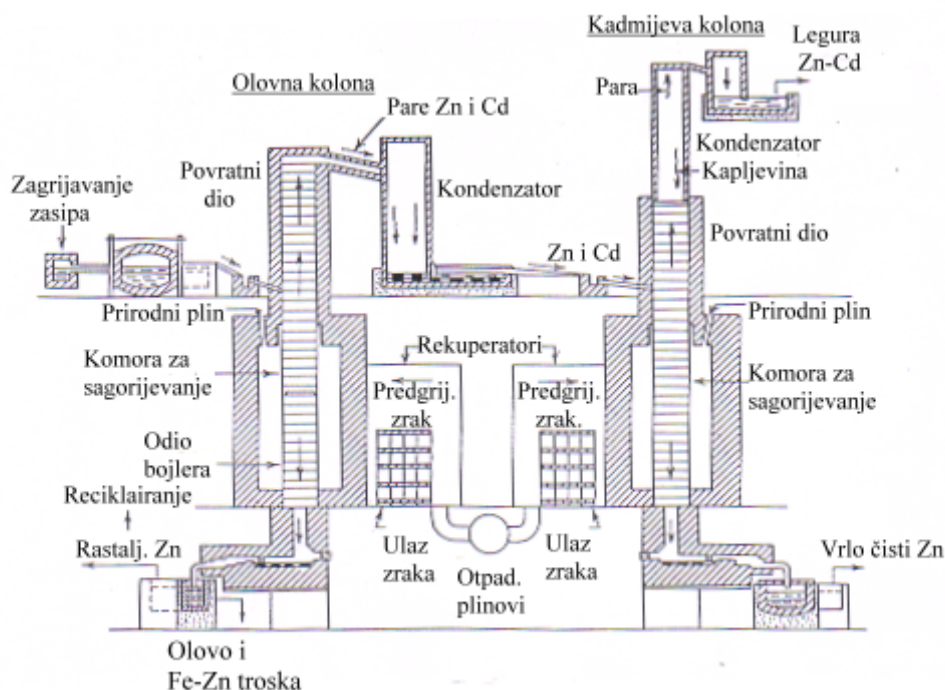 Kadmijeva kolona
Legura
Zn-Cd
Olovna kolona
Pare Zn i Cd
Para
Povratni
dio
Kondenzator
Kondenzator
Kapljevina
Zagrijavanje
zasipa
Zn i Cd
Povratni dio
Prirodni plin
Prirodni plin
Rekuperatori
Komora za
sagorijevanje
Predgrij.
zrak
Predgrij.
zrak.
Komora za
sagorijevanje
Odio
bojlera
Reciklairanje
Rastalj. Zn
Ulaz
zraka
Otpad.
plinovi
Ulaz
zraka
Vrlo čisti Zn
Olovo i
Fe-Zn troska